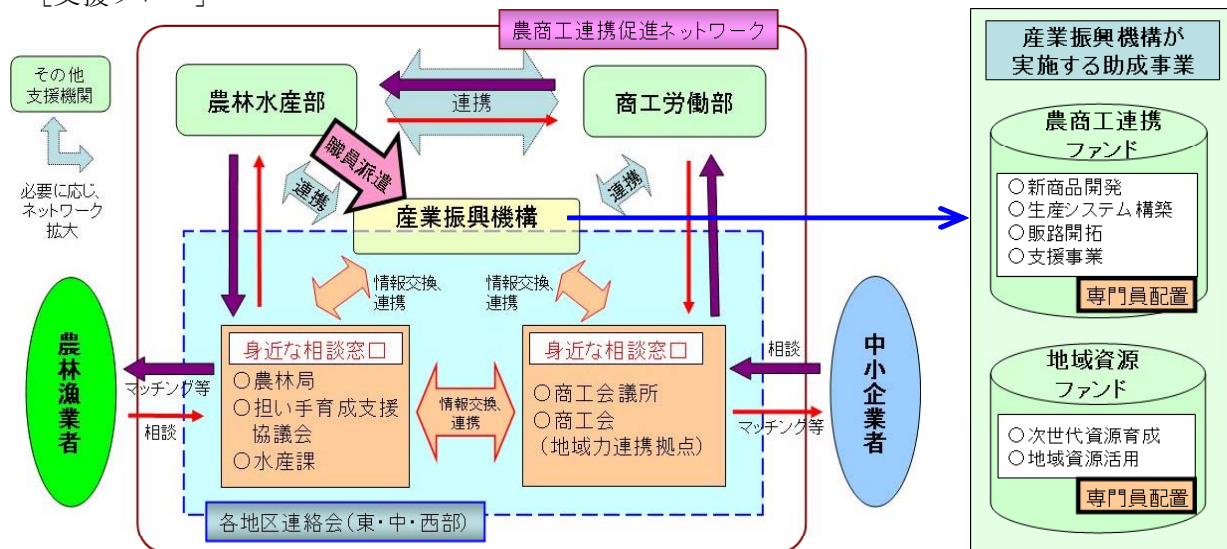 [支援フロー]
農商工連携促進ネットワーク
その他
支援機関
必要に応じ、
ネットワーク
拡大
農林水産部
連携
商工労働部
職員派遣
連携
連携
産業振興機構
情報交換、
連携
情報交換、
連携
農林漁業者
マッチング等
相談
身近な相談窓口
○農林局
○担い手育成支援
協議会
○水産課
情報交換、
連携
身近な相談窓口
○商工会議所
○商工会
(地域力連携拠点)
相談
マッチング等
中小企業者
各地区連絡会(東・中・西部)
産業振興機構が
実施する助成事業
農商工連携
ファンド
○新商品開発
○生産システム構築
○販路開拓
○支援事業
専門員配置
地域資源
ファンド
○次世代資源育成
○地域資源活用
専門員配置